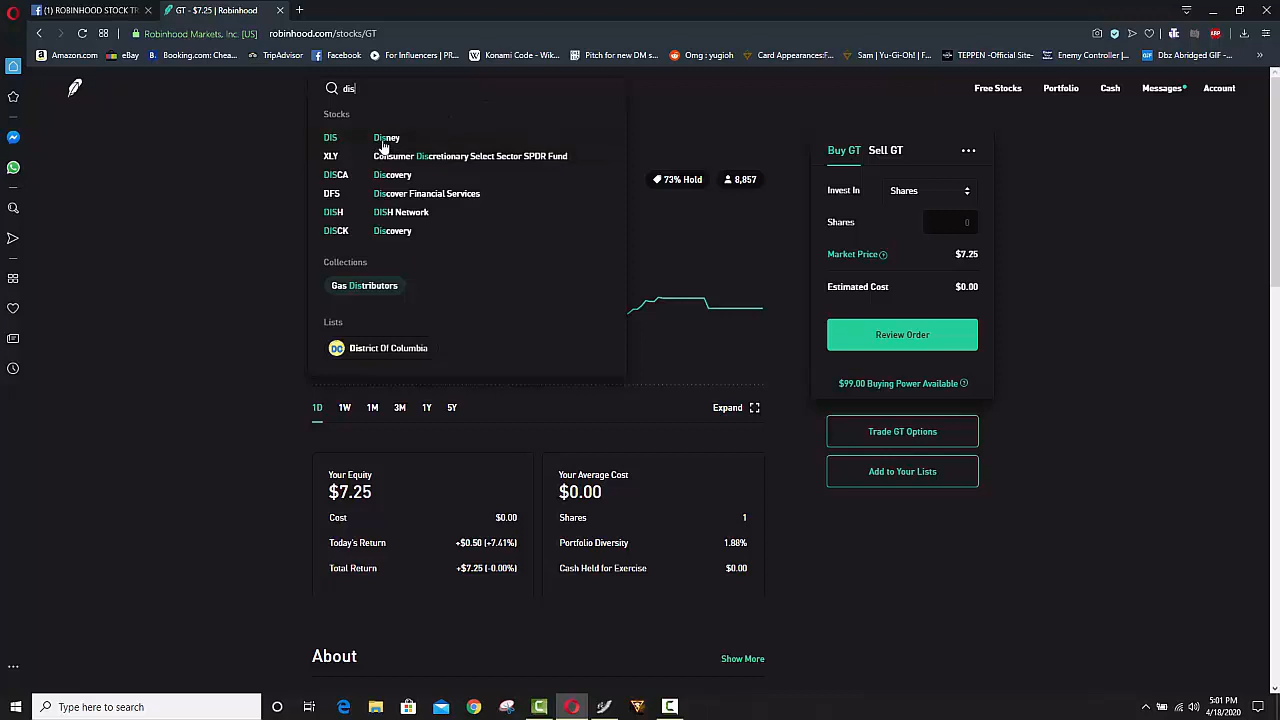 (1) ROBINHOOD STOCK TR
GT - $7.25 | Robinhood
Robinhood Markets, Inc. [US]
robinhood.com/stocks/GT
Amazon.com
eBay
Booking.com: Chea...
TripAdvisor
Facebook
For Influencers | PR...
Konami Code - Wik...
Pitch for new DM s...
Omg : yugioh
Card Appearances:F...
Sam | Yu-Gi-Oh! | F...
TEPPEN -Official Site-
Enemy Controller |...
Dbz Abridged GIF -...
dis
Free Stocks
Portfolio
Cash
Messages
Account
Stocks
DIS Disney
XLY Consumer Discretionary Select Sector SPDR Fund
DISCA Discovery
DFS Discover Financial Services
DISH DISH Network
DISCK Discovery
Collections
Gas Distributors
Lists
DC District Of Columbia
73% Hold
8,857
Buy GT Sell GT
Invest In Shares
Shares 0
Market Price $7.25
Estimated Cost $0.00
Review Order
$99.00 Buying Power Available
Trade GT Options
Add to Your Lists
1D 1W 1M 3M 1Y 5Y
Expand
Your Equity
$7.25
Cost $0.00
Today's Return +$0.50 (+7.41%)
Total Return +$7.25 (-0.00%)
Your Average Cost
$0.00
Shares 1
Portfolio Diversity 1.88%
Cash Held for Exercise $0.00
About
Show More
Type here to search
5:01 PM
4/18/2020